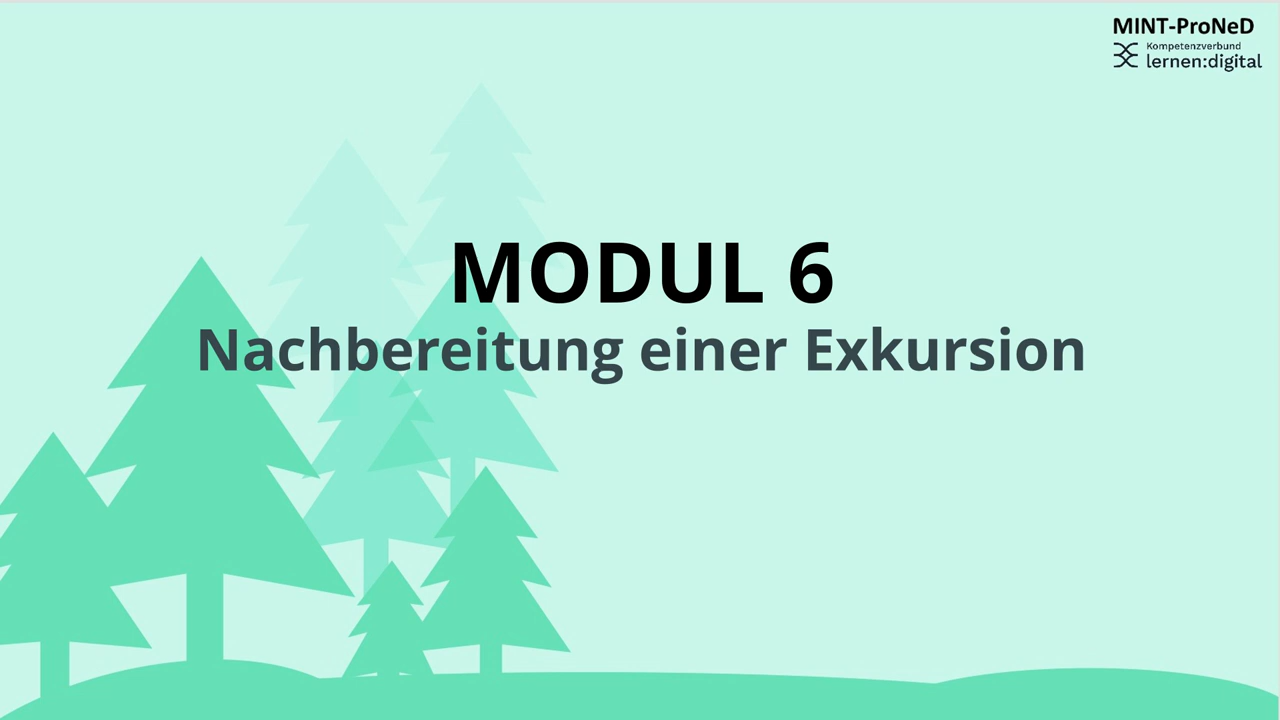 MINT-ProNeD
Kompetenzverbund
lernen:digital
MODUL 6
Nachbereitung einer Exkursion